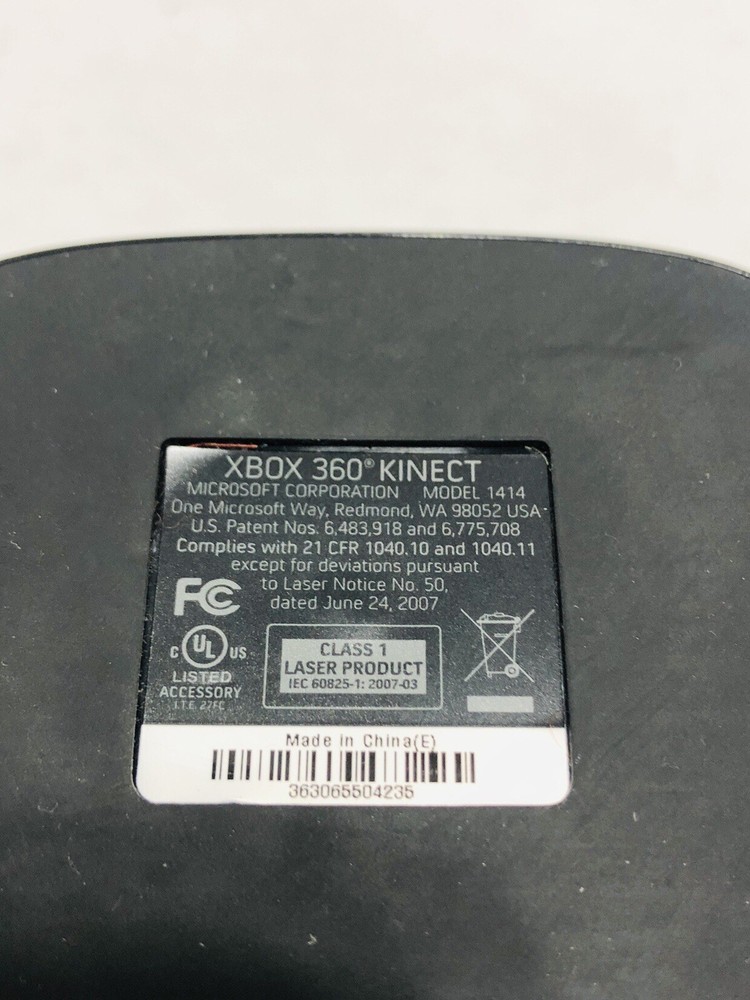 XBOX 360® KINECT
MICROSOFT CORPORATION MODEL 1414
One Microsoft Way, Redmond, WA 98052 USA
U.S. Patent Nos. 6,483,918 and 6,775,708
Complies with 21 CFR 1040.10 and 1040.11
except for deviations pursuant
to Laser Notice No. 50,
dated June 24, 2007
FC
C UL US
LISTED
ACCESSORY
I.T.E. 27FC
CLASS 1
LASER PRODUCT
IEC 60825-1: 2007-03
Made in China(E)
363065504235